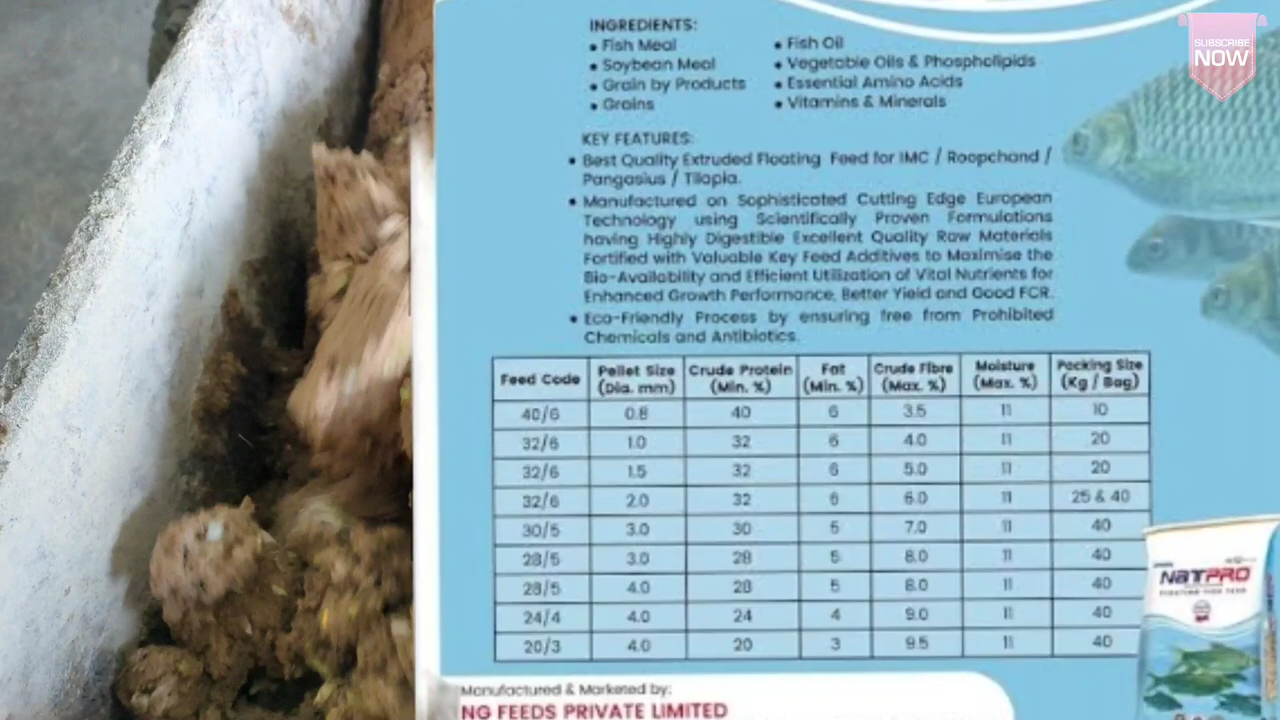 SUBSCRIBE
NOW
INGREDIENTS:
• Fish Meal
• Soybean Meal
• Grain by Products
• Grains
• Fish Oil
• Vegetable Oils & Phospholipids
• Essential Amino Acids
• Vitamins & Minerals
KEY FEATURES:
• Best Quality Extruded Floating Feed for IMC / Roopchand /
Pangasius / Tilapia.
• Manufactured on Sophisticated Cutting Edge European
Technology using Scientifically Proven Formulations
having Highly Digestible Excellent Quality Raw Materials
Fortified with Valuable Key Feed Additives to Maximise the
Bio-Availability and Efficient Utilization of Vital Nutrients for
Enhanced Growth Performance, Better Yield and Good FCR.
• Eco-Friendly Process by ensuring free from Prohibited
Chemicals and Antibiotics.
Feed Code Pellet Size (Dia. mm) Crude Protein (Min. %) Fat (Min. %) Crude Fibre (Max. %) Moisture (Max. %) Packing Size (Kg / Bag)
40/6 0.8 40 6 3.5 11 10
32/6 1.0 32 6 4.0 11 20
32/6 1.5 32 6 5.0 11 20
32/6 2.0 32 6 6.0 11 25 & 40
30/5 3.0 30 5 7.0 11 40
28/5 3.0 28 5 8.0 11 40
28/5 4.0 28 5 8.0 11 40
24/4 4.0 24 4 9.0 11 40
20/3 4.0 20 3 9.5 11 40
NATPRO
FLOATING FISH FEED
Manufactured & Marketed by:
NG FEEDS PRIVATE LIMITED